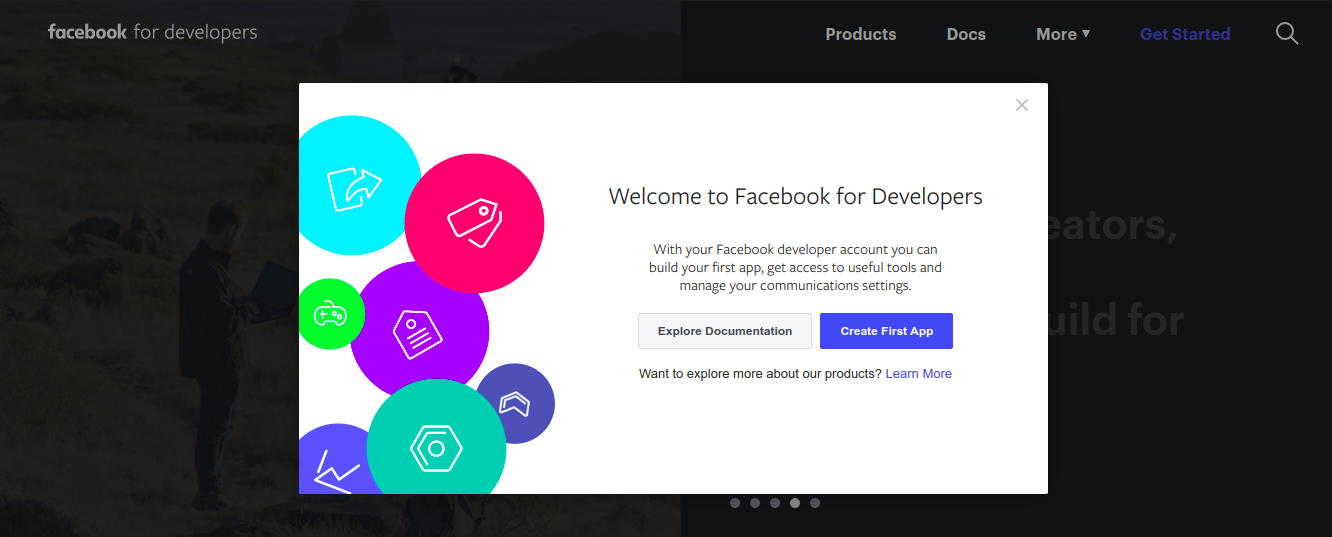 facebook for developers
Products
Docs
More
Get Started
Welcome to Facebook for Developers
With your Facebook developer account you can
build your first app, get access to useful tools and
manage your communications settings.
Explore Documentation
Create First App
Want to explore more about our products? Learn More
eators,
uild for